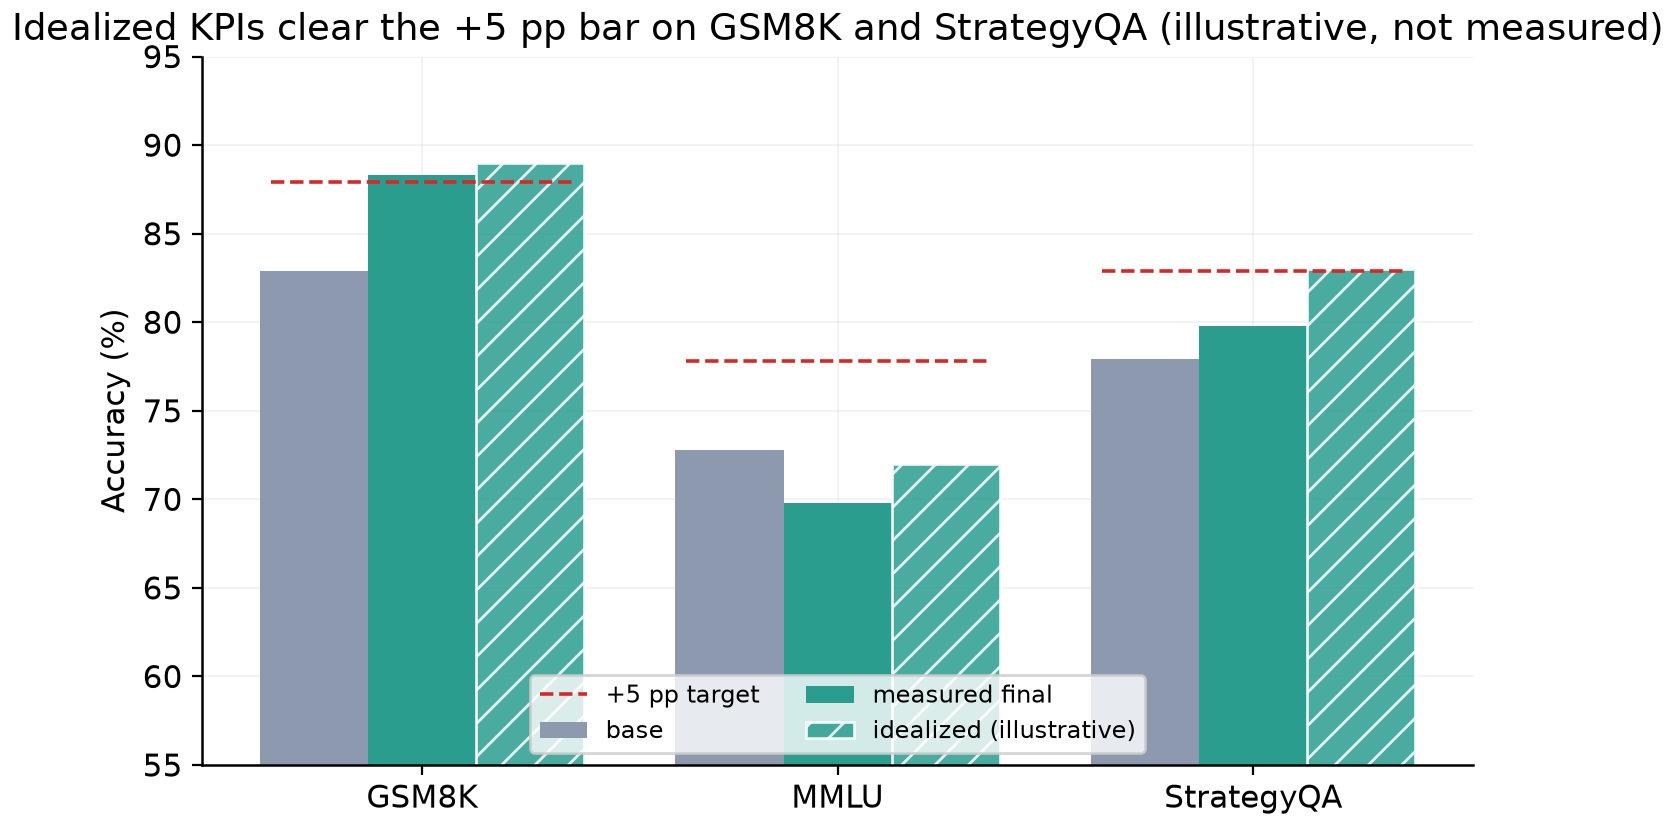 Idealized KPIs clear the +5 pp bar on GSM8K and StrategyQA (illustrative, not measured)
Accuracy (%)
95
90
85
80
75
70
65
60
55
+5 pp target
base
measured final
idealized (illustrative)
GSM8K
MMLU
StrategyQA